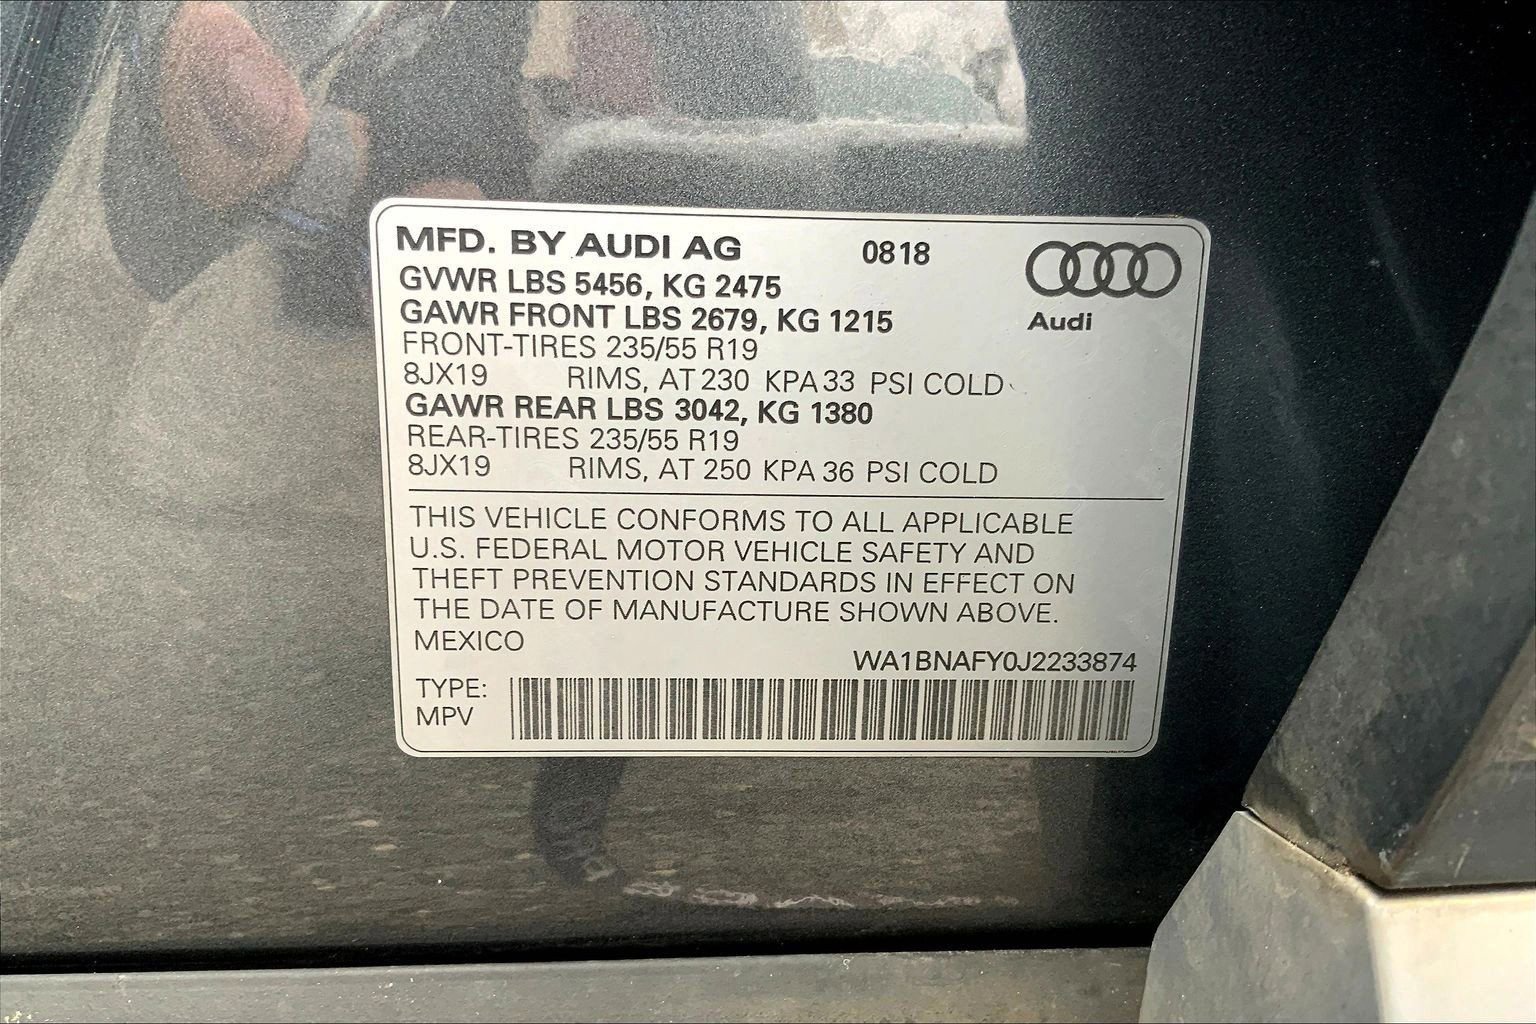 MFD. BY AUDI AG 0818
GVWR LBS 5456, KG 2475
GAWR FRONT LBS 2679, KG 1215
Audi
FRONT-TIRES 235/55 R19
8JX19 RIMS, AT 230 KPA 33 PSI COLD
GAWR REAR LBS 3042, KG 1380
REAR-TIRES 235/55 R19
8JX19 RIMS, AT 250 KPA 36 PSI COLD
THIS VEHICLE CONFORMS TO ALL APPLICABLE
U.S. FEDERAL MOTOR VEHICLE SAFETY AND
THEFT PREVENTION STANDARDS IN EFFECT ON
THE DATE OF MANUFACTURE SHOWN ABOVE.
MEXICO
WA1BNAFY0J2233874
TYPE:
MPV